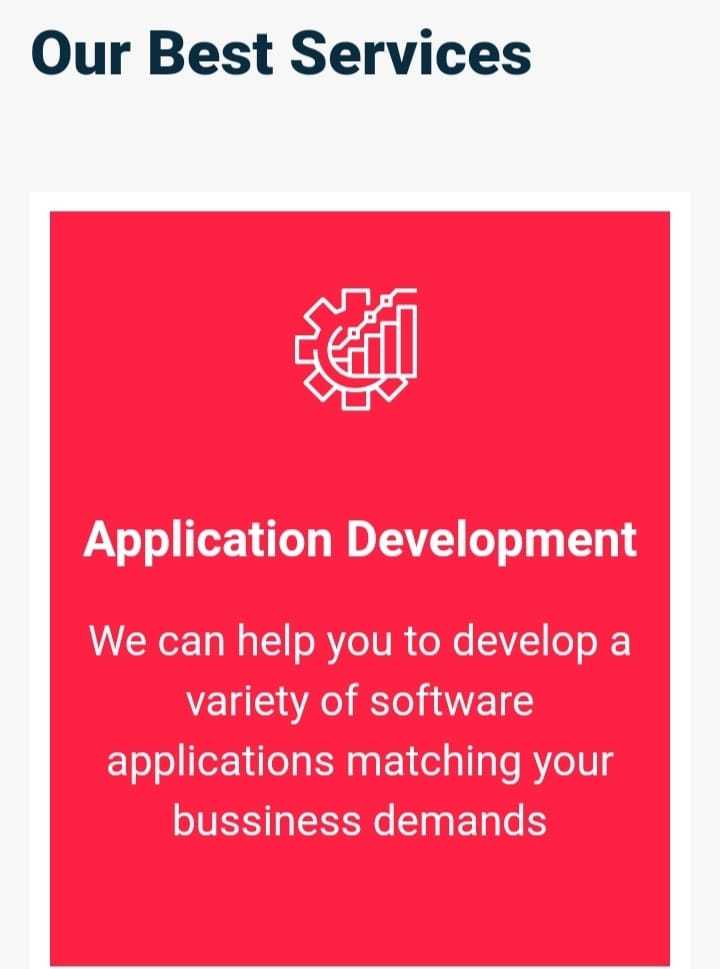 Our Best Services
Application Development
We can help you to develop a
variety of software
applications matching your
bussiness demands